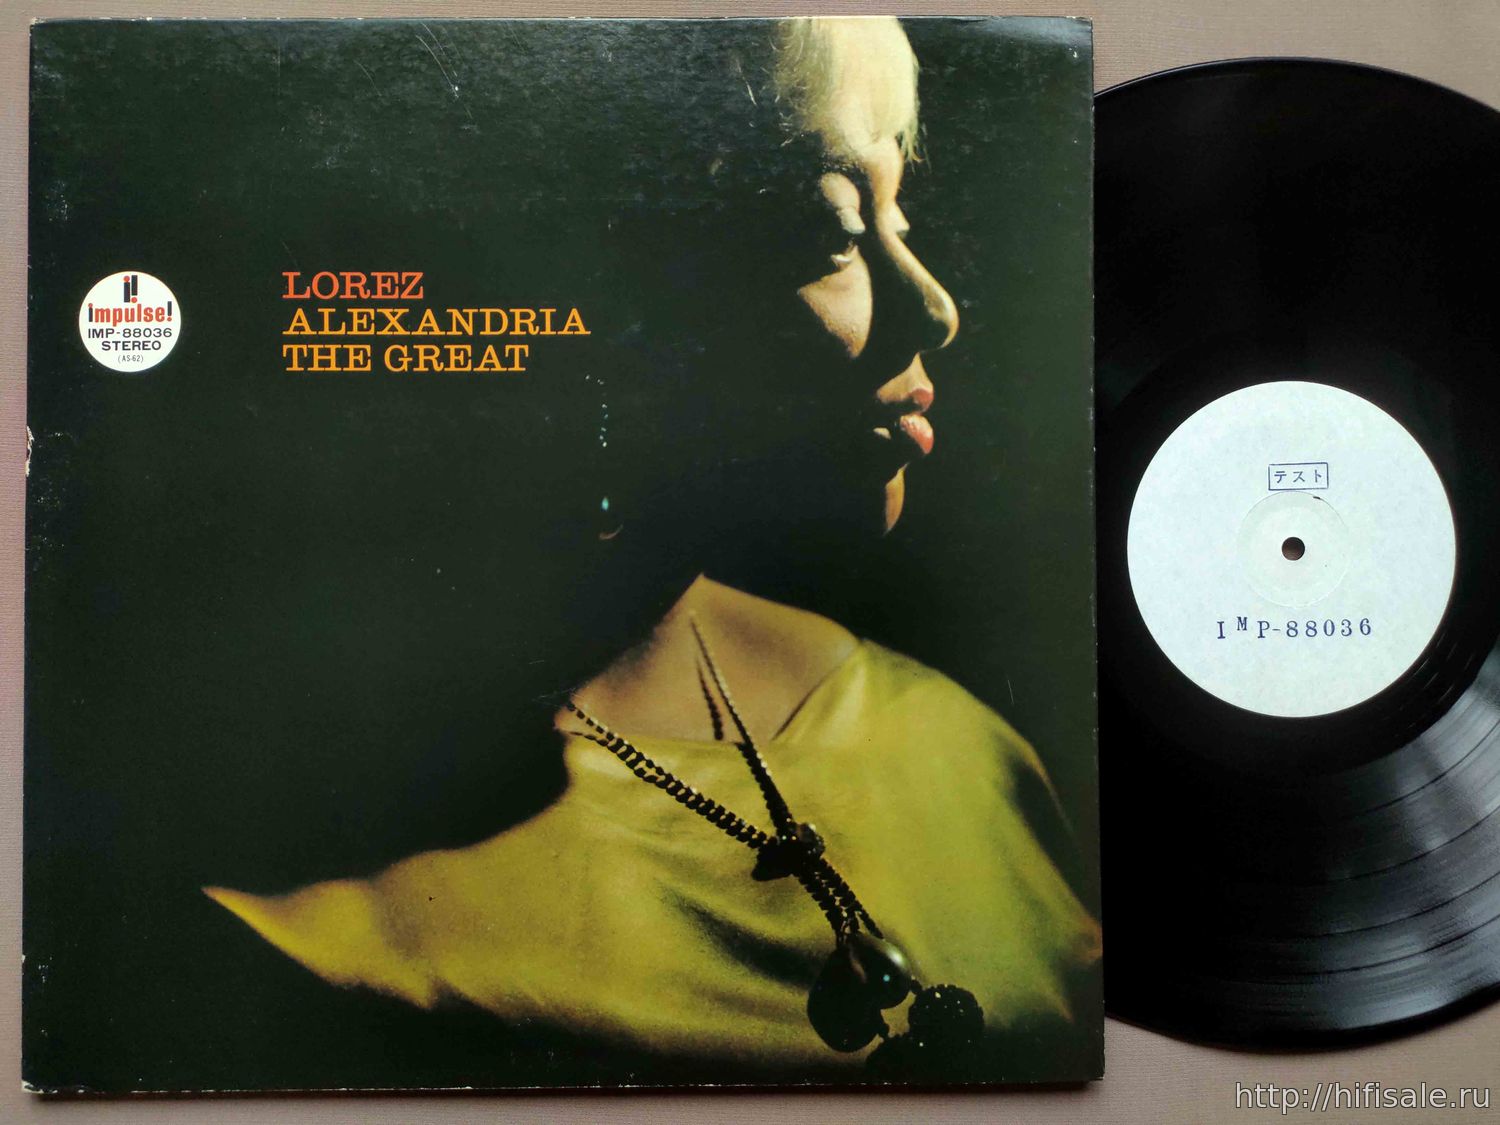 impulse!
IMP-88036
STEREO
(AS-62)
LOREZ
ALEXANDRIA
THE GREAT
テスト
IMP-88036
http://hifisale.ru